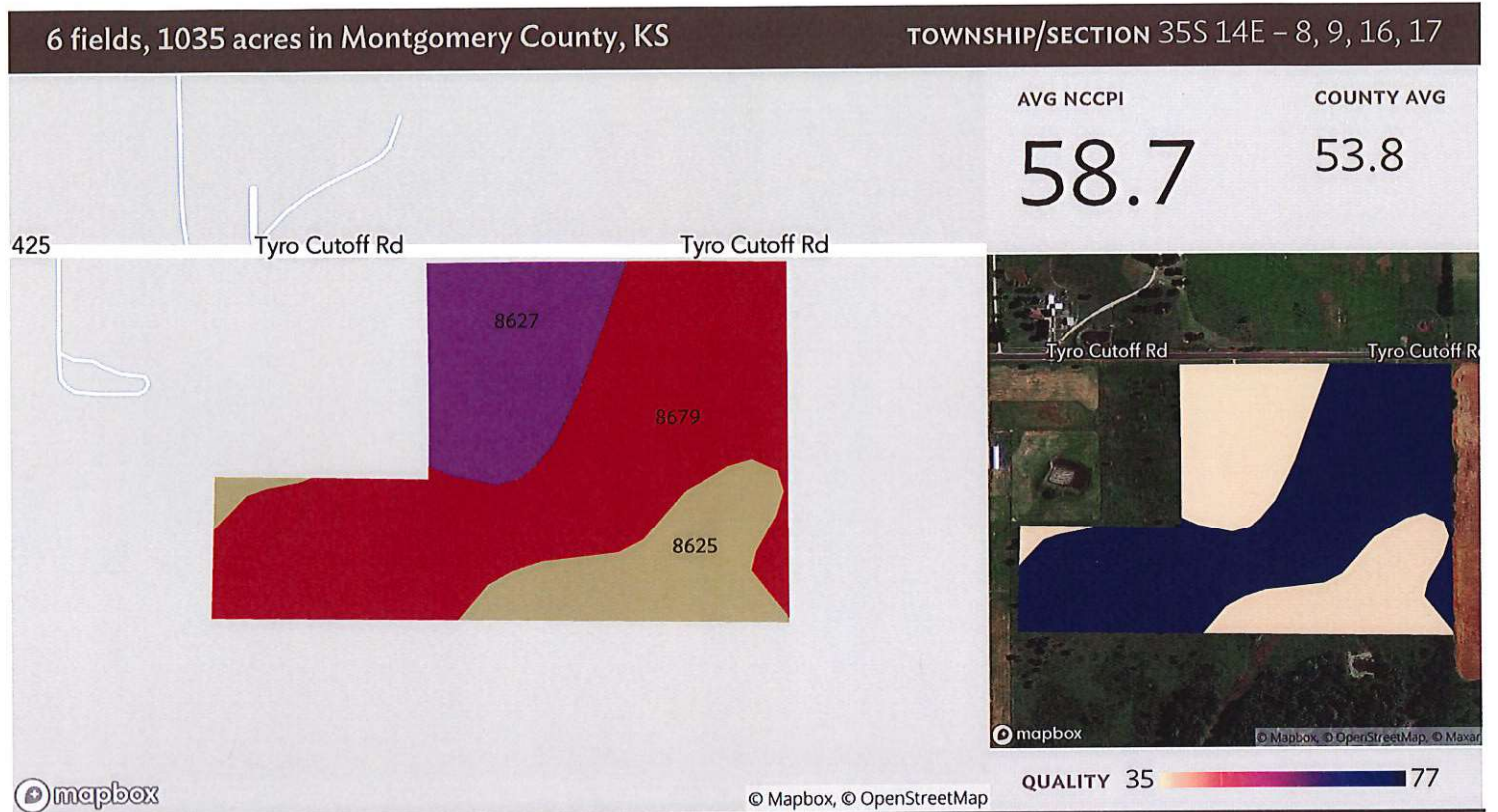 6 fields, 1035 acres in Montgomery County, KS
TOWNSHIP/SECTION 35S 14E – 8, 9, 16, 17
AVG NCCPI
COUNTY AVG
58.7
53.8
425
Tyro Cutoff Rd
Tyro Cutoff Rd
8627
8679
8625
Tyro Cutoff Rd
Tyro Cutoff R
mapbox
© Mapbox, © OpenStreetMap, © Maxar
QUALITY 35
77
mapbox
© Mapbox, © OpenStreetMap